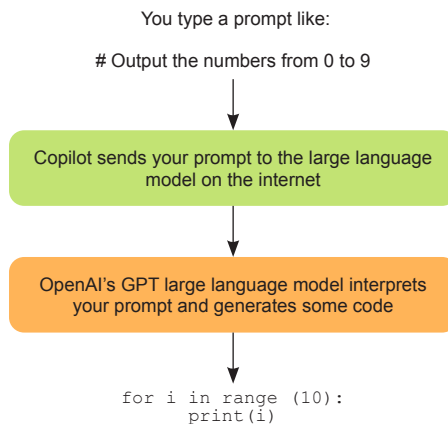 You type a prompt like:
# Output the numbers from 0 to 9
Copilot sends your prompt to the large language
model on the internet
OpenAI's GPT large language model interprets
your prompt and generates some code
for i in range (10):
    print(i)